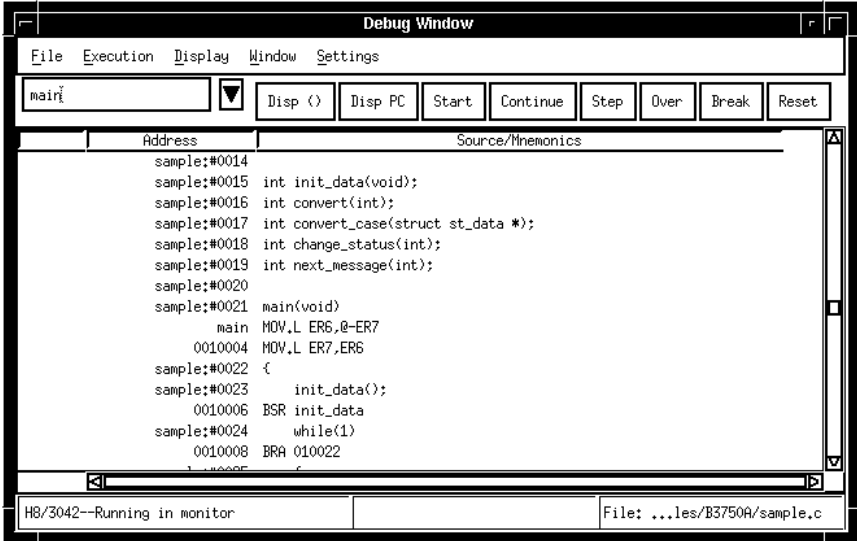 Debug Window
File Execution Display Window Settings
main
Disp () Disp PC Start Continue Step Over Break Reset
Address Source/Mnemonics
sample:#0014
sample:#0015 int init_data(void);
sample:#0016 int convert(int);
sample:#0017 int convert_case(struct st_data *);
sample:#0018 int change_status(int);
sample:#0019 int next_message(int);
sample:#0020
sample:#0021 main(void)
main MOV.L ER6,@-ER7
0010004 MOV.L ER7,ER6
sample:#0022 {
sample:#0023 init_data();
0010006 BSR init_data
sample:#0024 while(1)
0010008 BRA 010022
H8/3042--Running in monitor
File: ...les/B3750A/sample.c